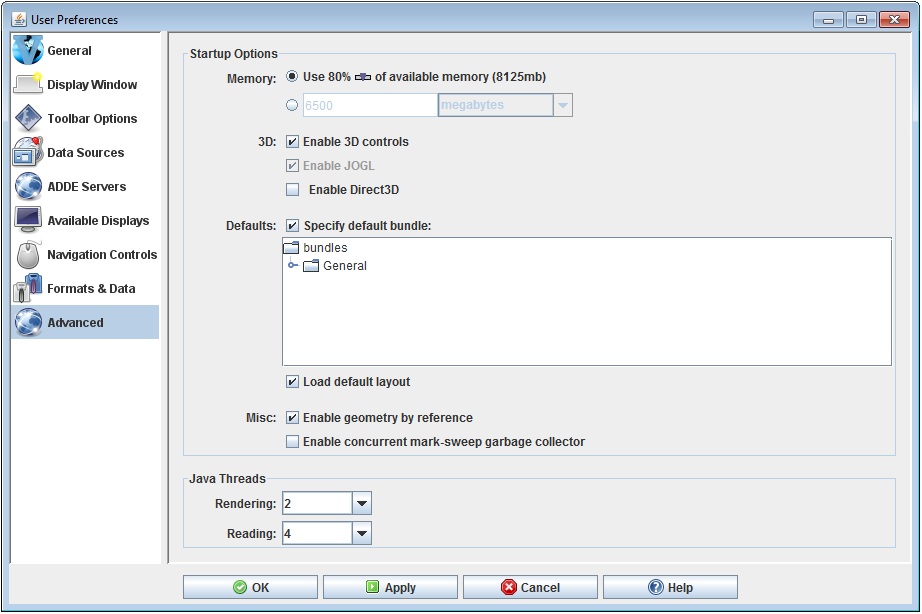 User Preferences
General
Display Window
Toolbar Options
Data Sources
ADDE Servers
Available Displays
Navigation Controls
Formats & Data
Advanced
Startup Options
Memory: Use 80% of available memory (8125mb)
6500 megabytes
3D: Enable 3D controls
Enable JOGL
Enable Direct3D
Defaults: Specify default bundle:
bundles
General
Load default layout
Misc: Enable geometry by reference
Enable concurrent mark-sweep garbage collector
Java Threads
Rendering: 2
Reading: 4
OK Apply Cancel Help